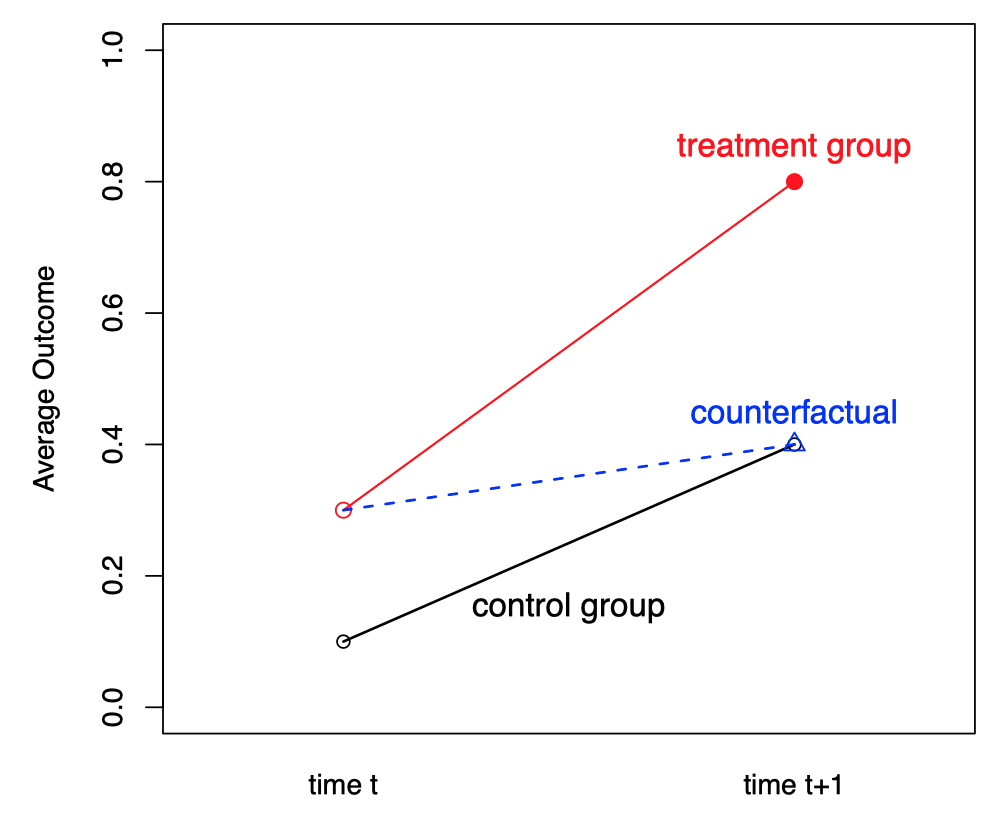 1.0
0.8
0.6
0.4
0.2
0.0
Average Outcome
treatment group
counterfactual
control group
time t
time t+1